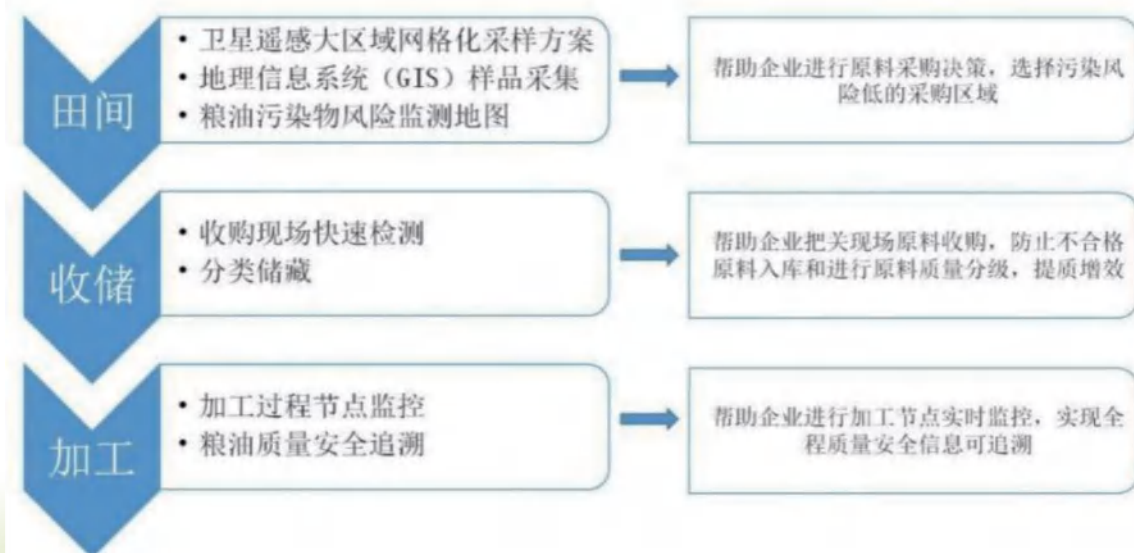 田间
• 卫星遥感大区域网格化采样方案
• 地理信息系统（GIS）样品采集
• 粮油污染物风险监测地图
帮助企业进行原料采购决策，选择污染风
险低的采购区域
收储
• 收购现场快速检测
• 分类储藏
帮助企业把关现场原料收购，防止不合格
原料入库和进行原料质量分级，提质增效
加工
• 加工过程节点监控
• 粮油质量安全追溯
帮助企业进行加工节点实时监控，实现全
程质量安全信息可追溯